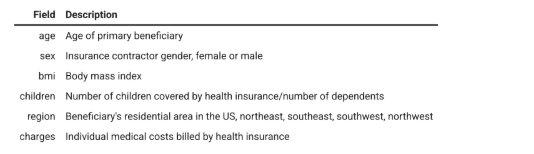 Field Description
age Age of primary beneficiary
sex Insurance contractor gender, female or male
bmi Body mass index
children Number of children covered by health insurance/number of dependents
region Beneficiary's residential area in the US, northeast, southeast, southwest, northwest
charges Individual medical costs billed by health insurance